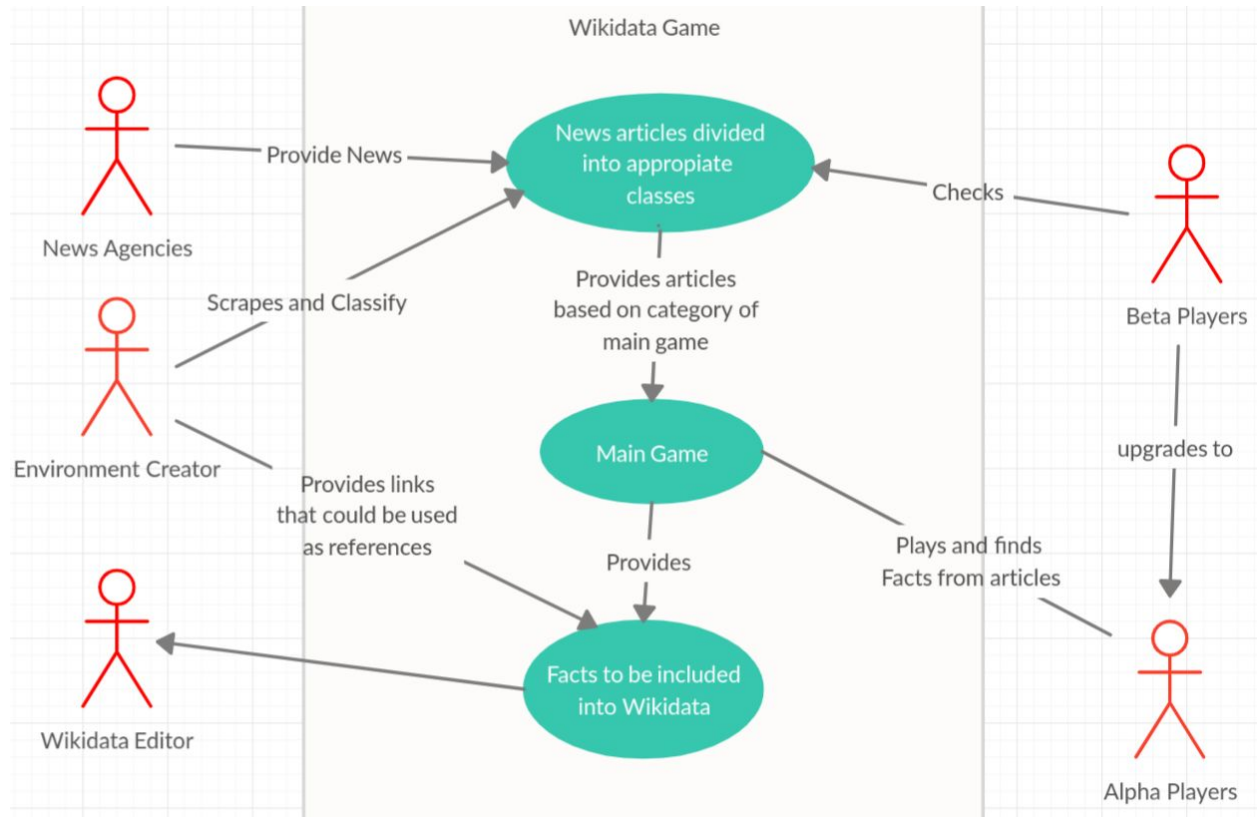 Wikidata Game
News articles divided
into appropiate
classes
Provide News
Checks
News Agencies
Scrapes and Classify
Provides articles
based on category of
main game
Beta Players
Environment Creator
Main Game
upgrades to
Provides links
that could be used
as references
Plays and finds
Facts from articles
Provides
Facts to be included
into Wikidata
Wikidata Editor
Alpha Players